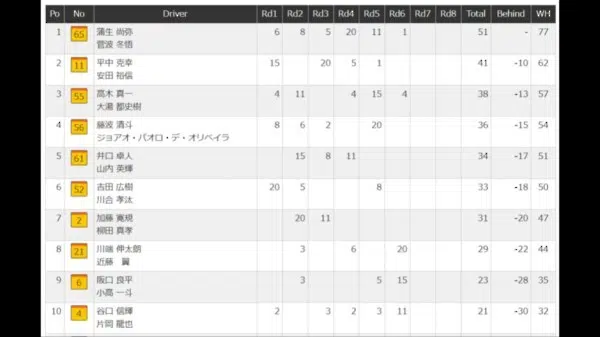 Po No Driver Rd1 Rd2 Rd3 Rd4 Rd5 Rd6 Rd7 Rd8 Total Behind WH
1 65 蒲生 尚弥 6 8 5 20 11 1 51 - 77
菅波 冬悟
2 11 平中 克幸 15 20 5 1 41 -10 62
安田 裕信
3 55 高木 真一 4 11 4 15 4 38 -13 57
大湯 都史樹
4 56 藤波 清斗 8 6 2 20 36 -15 54
ジョアオ・パオロ・デ・オリベイラ
5 61 井口 卓人 15 8 11 34 -17 51
山内 英輝
6 52 吉田 広樹 20 5 8 33 -18 50
川合 孝汰
7 2 加藤 寛規 20 11 31 -20 47
柳田 真孝
8 21 川端 伸太朗 3 6 20 29 -22 44
近藤 翼
9 6 阪口 良平 3 5 15 23 -28 35
小高 一斗
10 4 谷口 信輝 2 3 2 3 11 21 -30 32
片岡 龍也